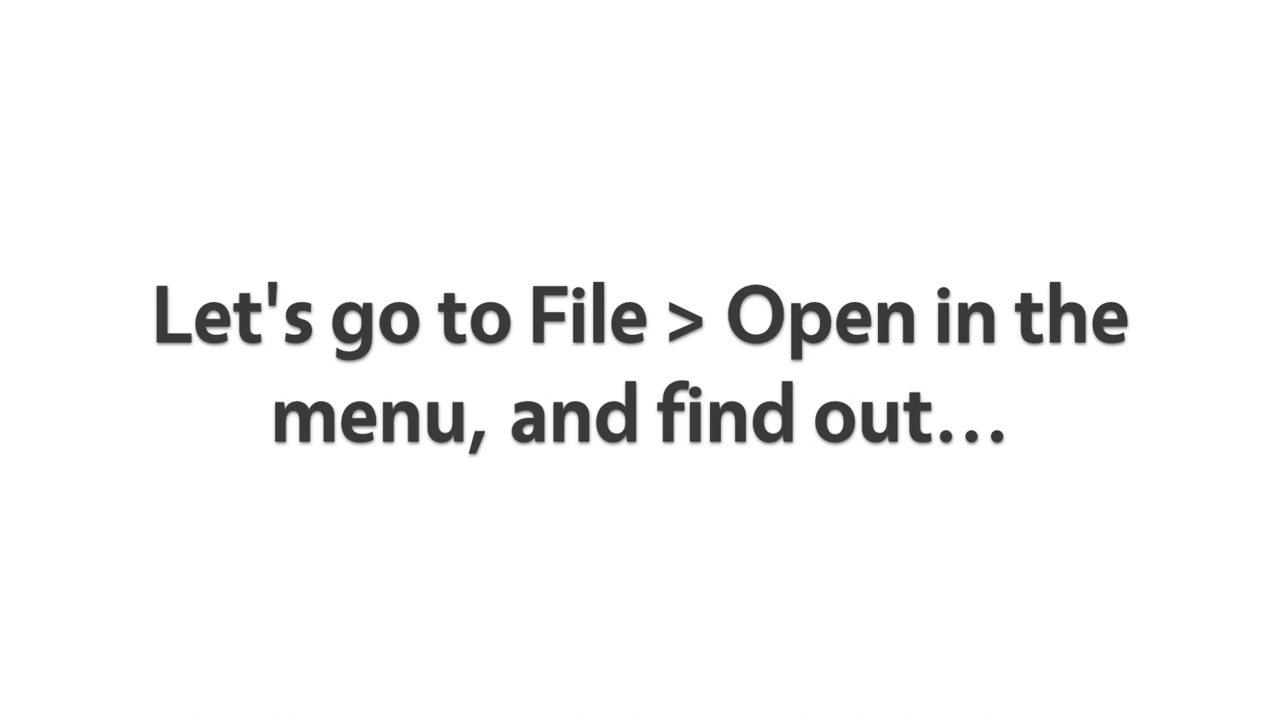 Let's go to File > Open in the
menu, and find out…